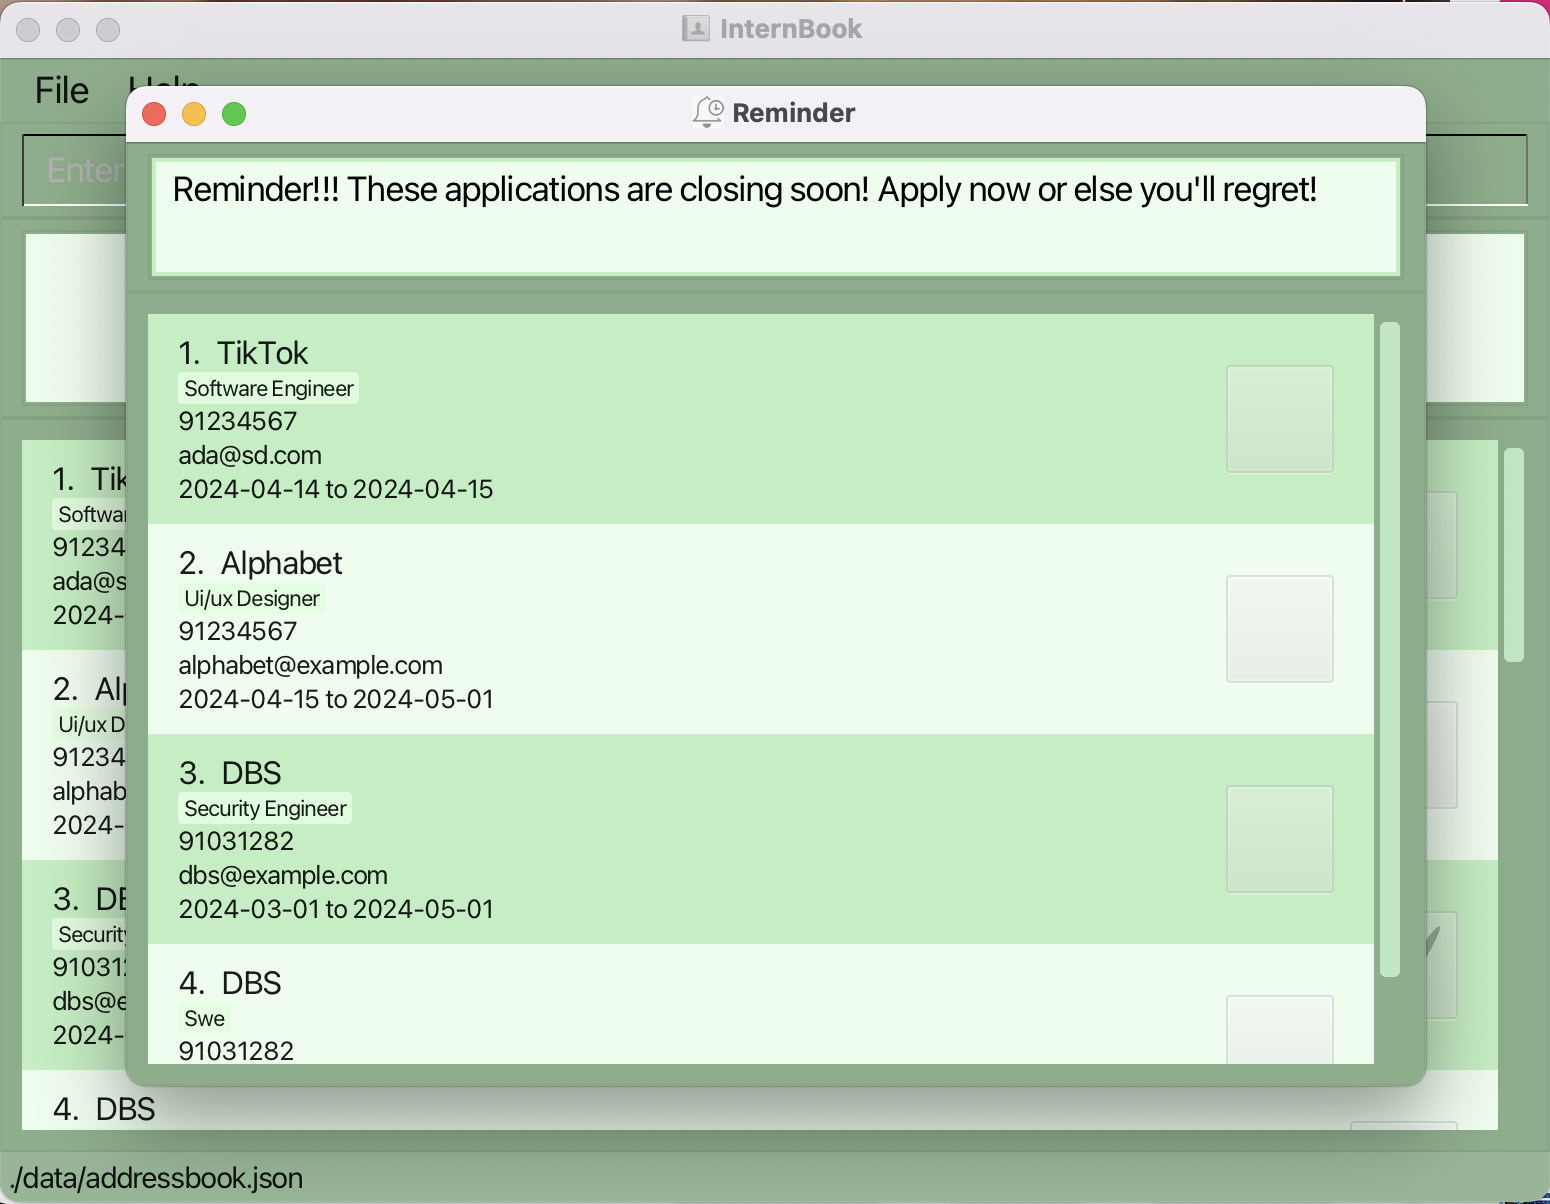 InternBook
File Help
Reminder
Enter
Reminder!!! These applications are closing soon! Apply now or else you'll regret!
1. TikTok
Software Engineer
91234567
ada@sd.com
2024-04-14 to 2024-04-15
2. Alphabet
Ui/ux Designer
91234567
alphabet@example.com
2024-04-15 to 2024-05-01
3. DBS
Security Engineer
91031282
dbs@example.com
2024-03-01 to 2024-05-01
4. DBS
Swe
91031282
1. Tik
Softwar
91234
ada@s
2024-
2. Alp
Ui/ux D
91234
alphab
2024-
3. DB
Security
91031
dbs@e
2024-
4. DBS
./data/addressbook.json